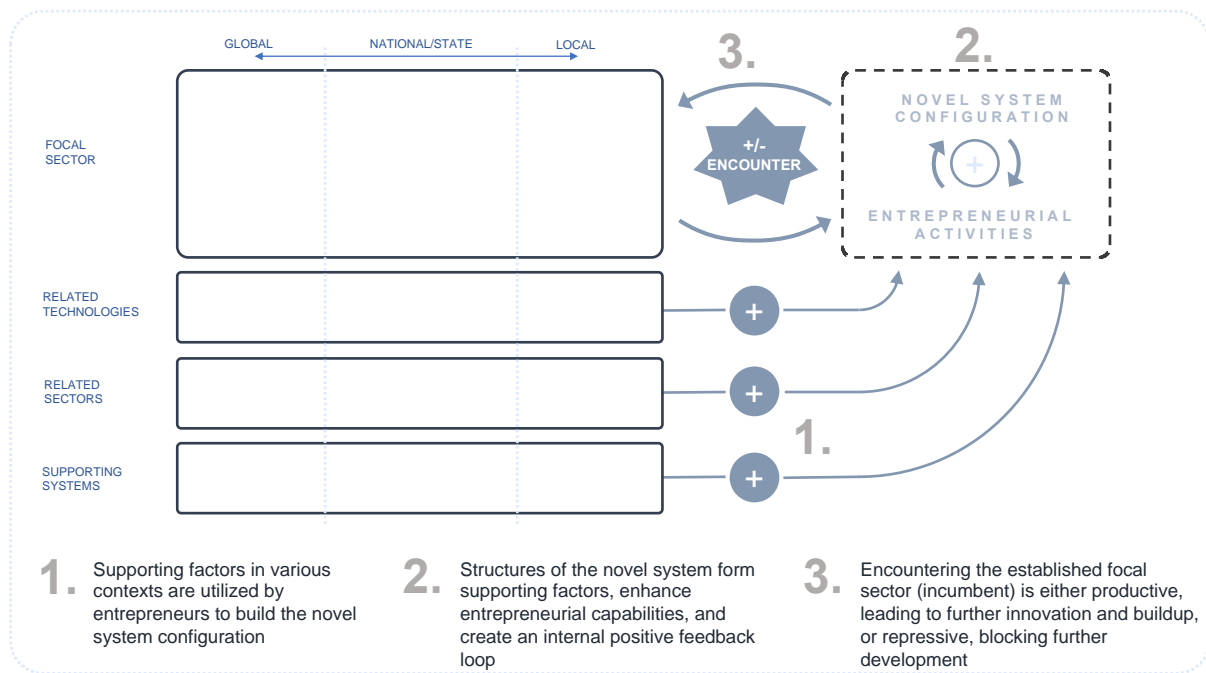 GLOBAL
NATIONAL/STATE
LOCAL
3.
2.
FOCAL
SECTOR
NOVEL SYSTEM
CONFIGURATION
+
ENTREPRENEURIAL
ACTIVITIES
+/-
ENCOUNTER
RELATED
TECHNOLOGIES
+
RELATED
SECTORS
+
1.
SUPPORTING
SYSTEMS
+
1.
Supporting factors in various
contexts are utilized by
entrepreneurs to build the novel
system configuration
2.
Structures of the novel system form
supporting factors, enhance
entrepreneurial capabilities, and
create an internal positive feedback
loop
3.
Encountering the established focal
sector (incumbent) is either productive,
leading to further innovation and buildup,
or repressive, blocking further
development